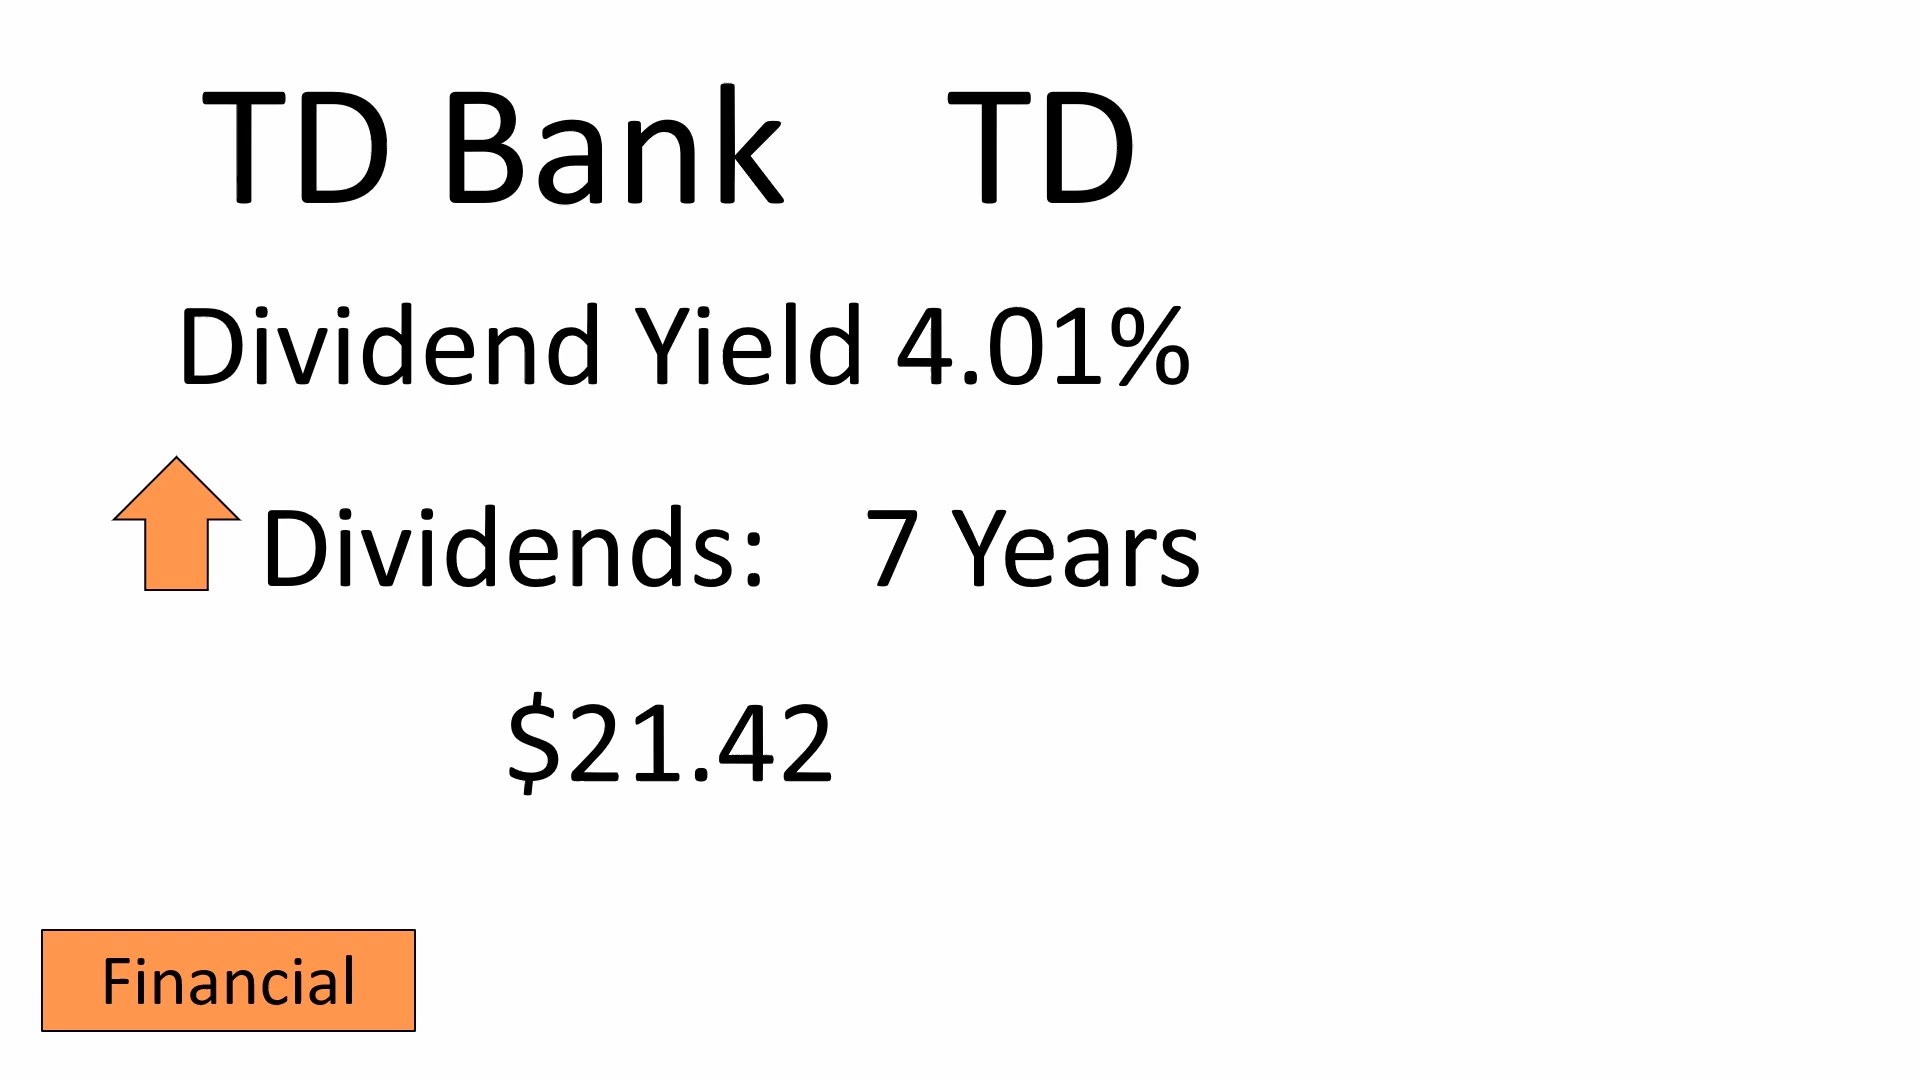 TD Bank TD
Dividend Yield 4.01%
Dividends: 7 Years
$21.42
Financial